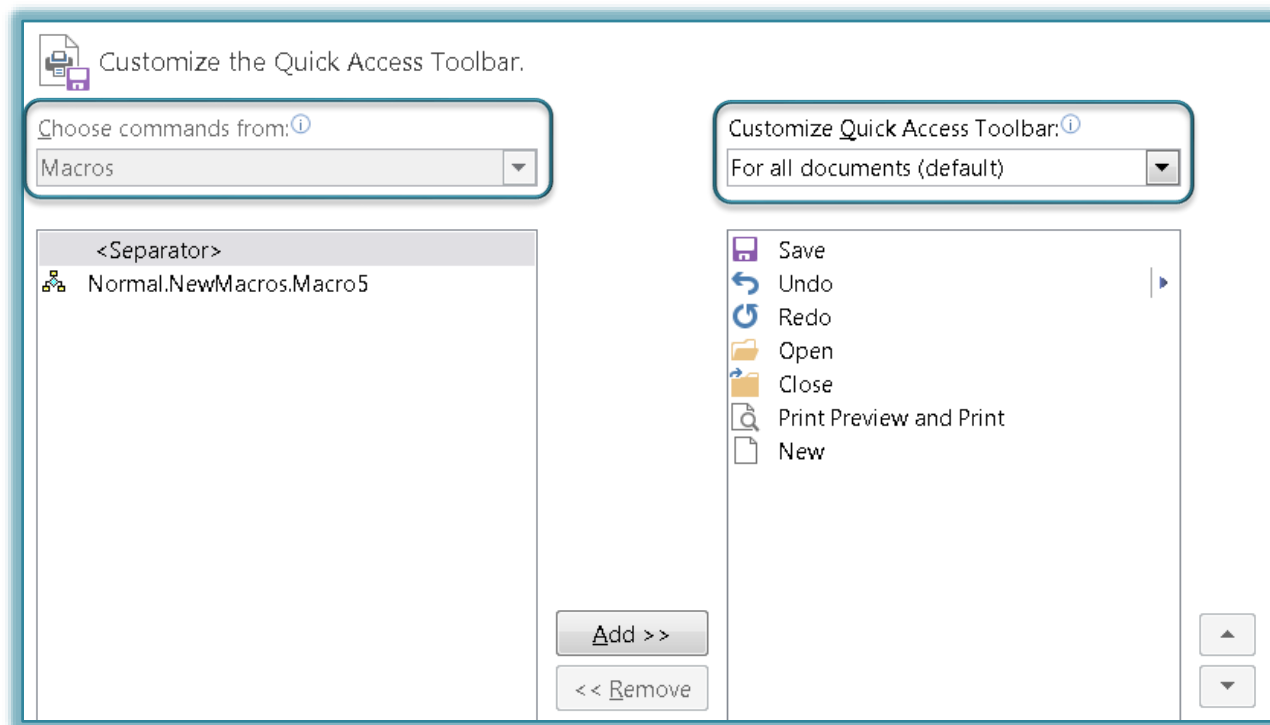 Customize the Quick Access Toolbar.
Choose commands from:
Macros
<Separator>
Normal.NewMacros.Macro5
Add >>
<< Remove
Customize Quick Access Toolbar:
For all documents (default)
Save
Undo
Redo
Open
Close
Print Preview and Print
New